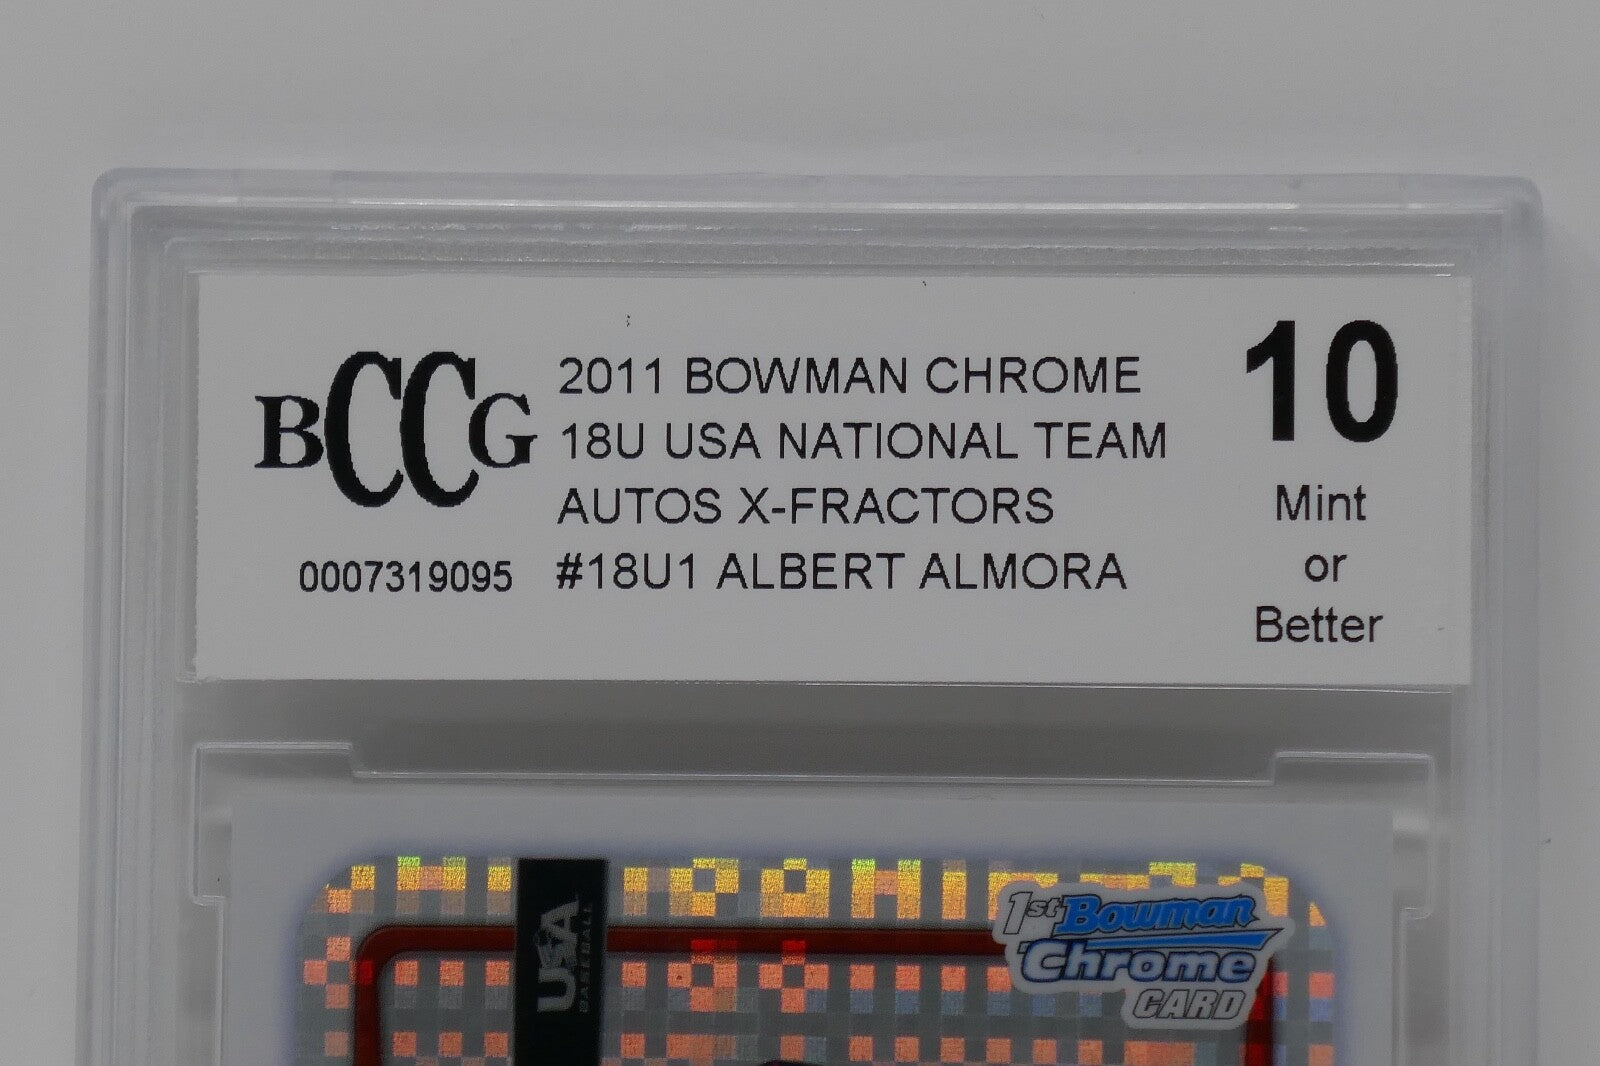 BCCG
0007319095
2011 BOWMAN CHROME
18U USA NATIONAL TEAM
AUTOS X-FRACTORS
#18U1 ALBERT ALMORA
10
Mint
or
Better
USA
BASEBALL
1st Bowman
Chrome
CARD